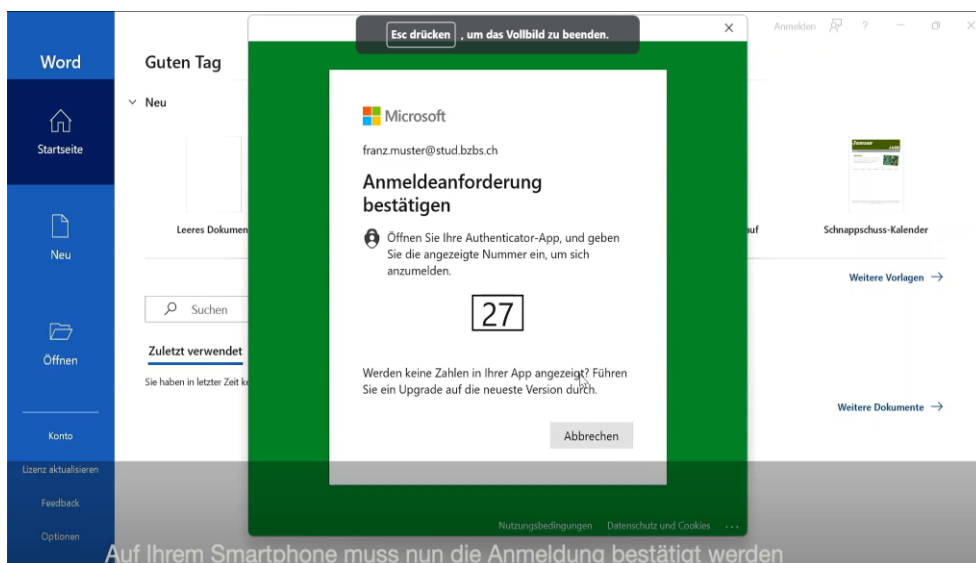 Esc drücken , um das Vollbild zu beenden.
Anmelden
?
Word
Guten Tag
Neu
Startseite
Neu
Öffnen
Konto
Lizenz aktualisieren
Feedback
Optionen
Leeres Dokumen
Schnappschuss-Kalender
Weitere Vorlagen
Suchen
Zuletzt verwendet
Sie haben in letzter Zeit
Weitere Dokumente
Microsoft
franz.muster@stud.bzbs.ch
Anmeldeanforderung
bestätigen
Öffnen Sie Ihre Authenticator-App, und geben
Sie die angezeigte Nummer ein, um sich
anzumelden.
27
Werden keine Zahlen in Ihrer App angezeigt? Führen
Sie ein Upgrade auf die neueste Version durch.
Abbrechen
Nutzungsbedingungen Datenschutz und Cookies ...
Auf Ihrem Smartphone muss nun die Anmeldung bestätigt werden